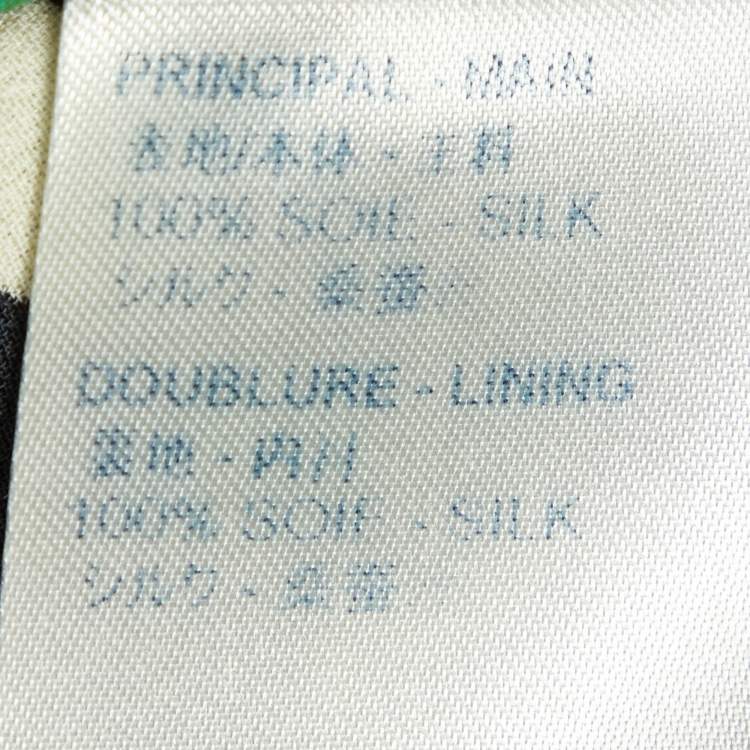 PRINCIPAL - MAIN
表地/本体 - 主料
100% SOIE - SILK
シルク - 桑蚕丝
DOUBLURE - LINING
裏地 - 内衬
100% SOIE - SILK
シルク - 桑蚕丝